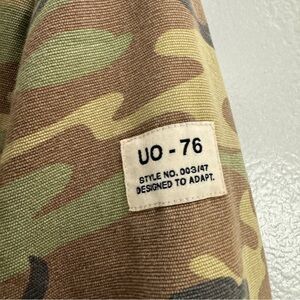 UO - 76
STYLE NO. 003/47
DESIGNED TO ADAPT.